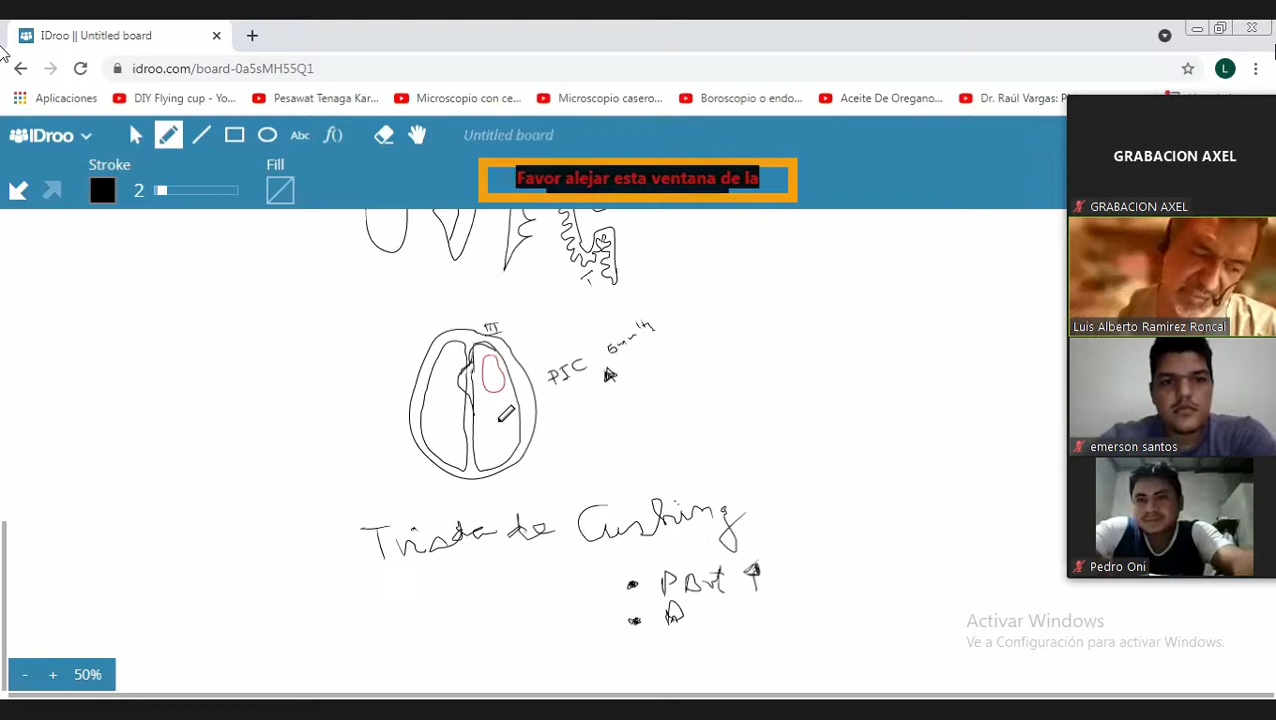 IDroo || Untitled board
idroo.com/board-0a5sMH55Q1
L
Aplicaciones
DIY Flying cup - Yo...
Pesawat Tenaga Kar...
Microscopio con ce...
Microscopio casero...
Boroscopio o endo...
Aceite De Oregano...
Dr. Raúl Vargas: P
IDroo
Abc
f()
Untitled board
Stroke
2
Fill
Favor alejar esta ventana de la
GRABACION AXEL
GRABACION AXEL
Luis Alberto Ramirez Roncal
emerson santos
Pedro Oni
III
PIC
Triada de Cushing
• P Art ↑
•
Activar Windows
Ve a Configuración para activar Windows.
- + 50%